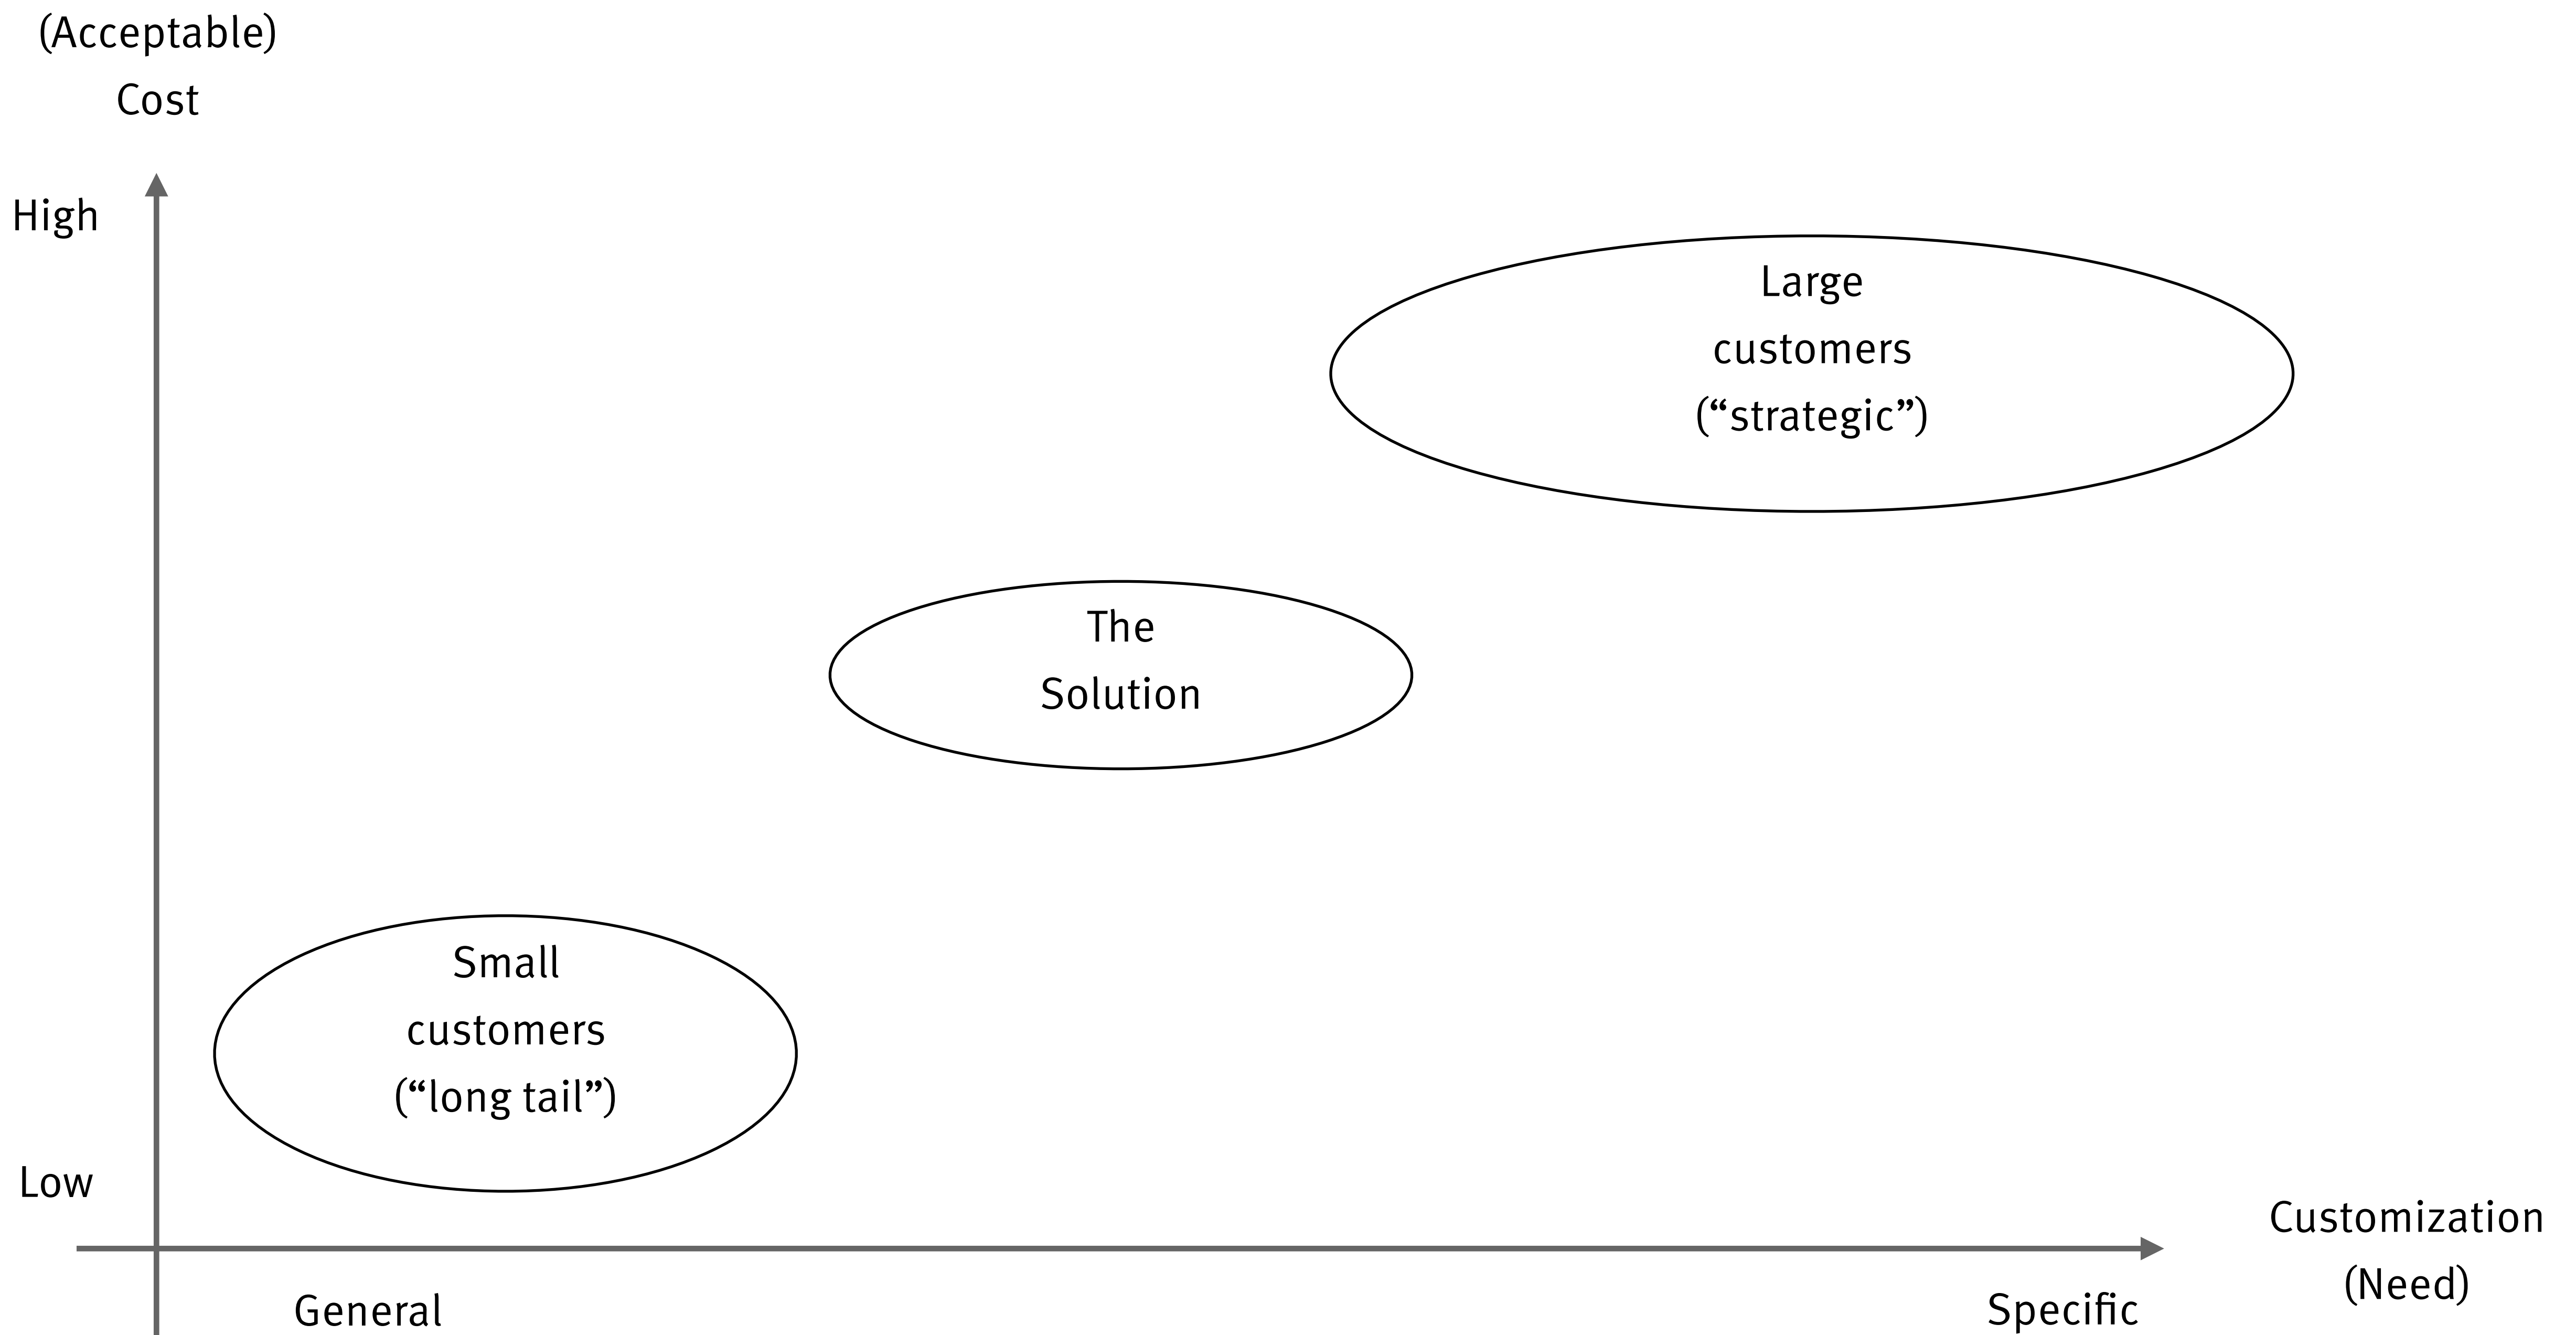 (Acceptable)
Cost
High
Large
customers
(“strategic”)
The
Solution
Small
customers
(“long tail”)
Low
Customization
(Need)
General
Specific